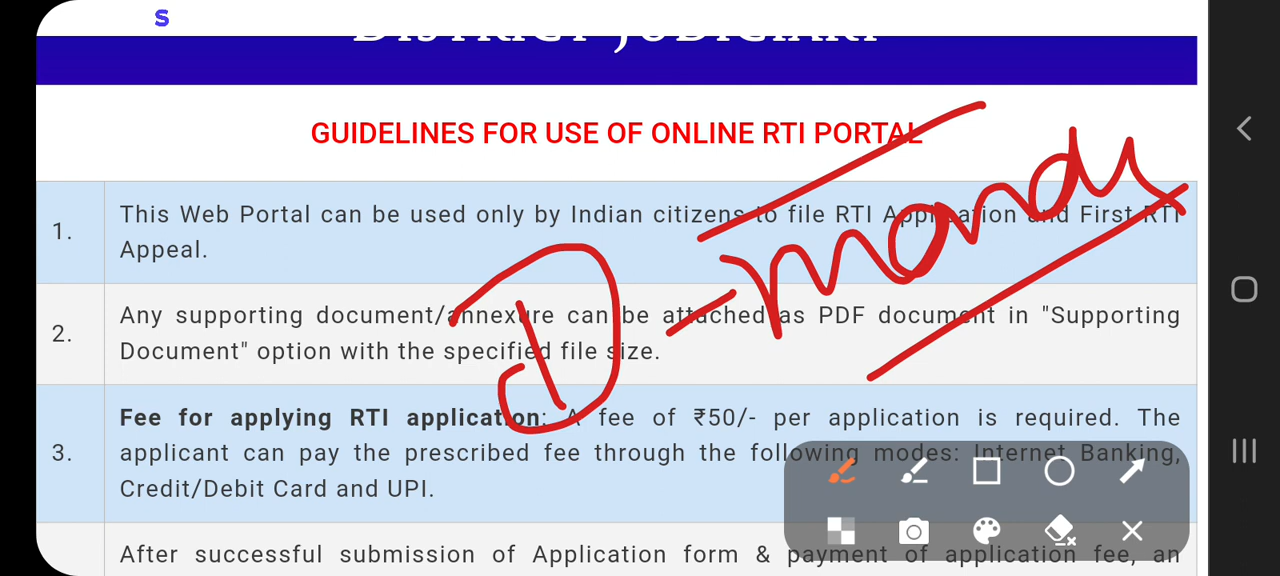 S
DISTRICT JUDICIARY
GUIDELINES FOR USE OF ONLINE RTI PORTAL
1. This Web Portal can be used only by Indian citizens to file RTI Application and First RTI
Appeal.
2. Any supporting document/annexure can be attached as PDF document in "Supporting
Document" option with the specified file size.
3. Fee for applying RTI application: A fee of ₹50/- per application is required. The
applicant can pay the prescribed fee through the following modes: Internet Banking,
Credit/Debit Card and UPI.
After successful submission of Application form & payment of application fee, an